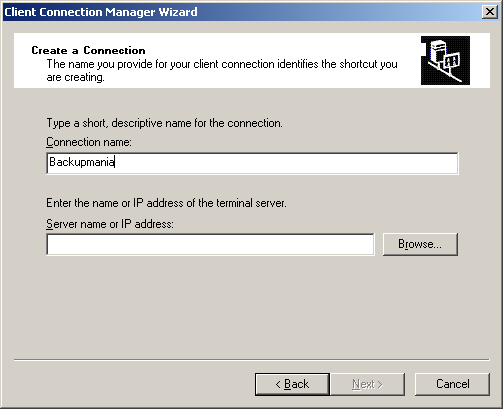 Client Connection Manager Wizard
Create a Connection
The name you provide for your client connection identifies the shortcut you
are creating.
Type a short, descriptive name for the connection.
Connection name:
Backupmania
Enter the name or IP address of the terminal server.
Server name or IP address:
Browse...
< Back
Next >
Cancel